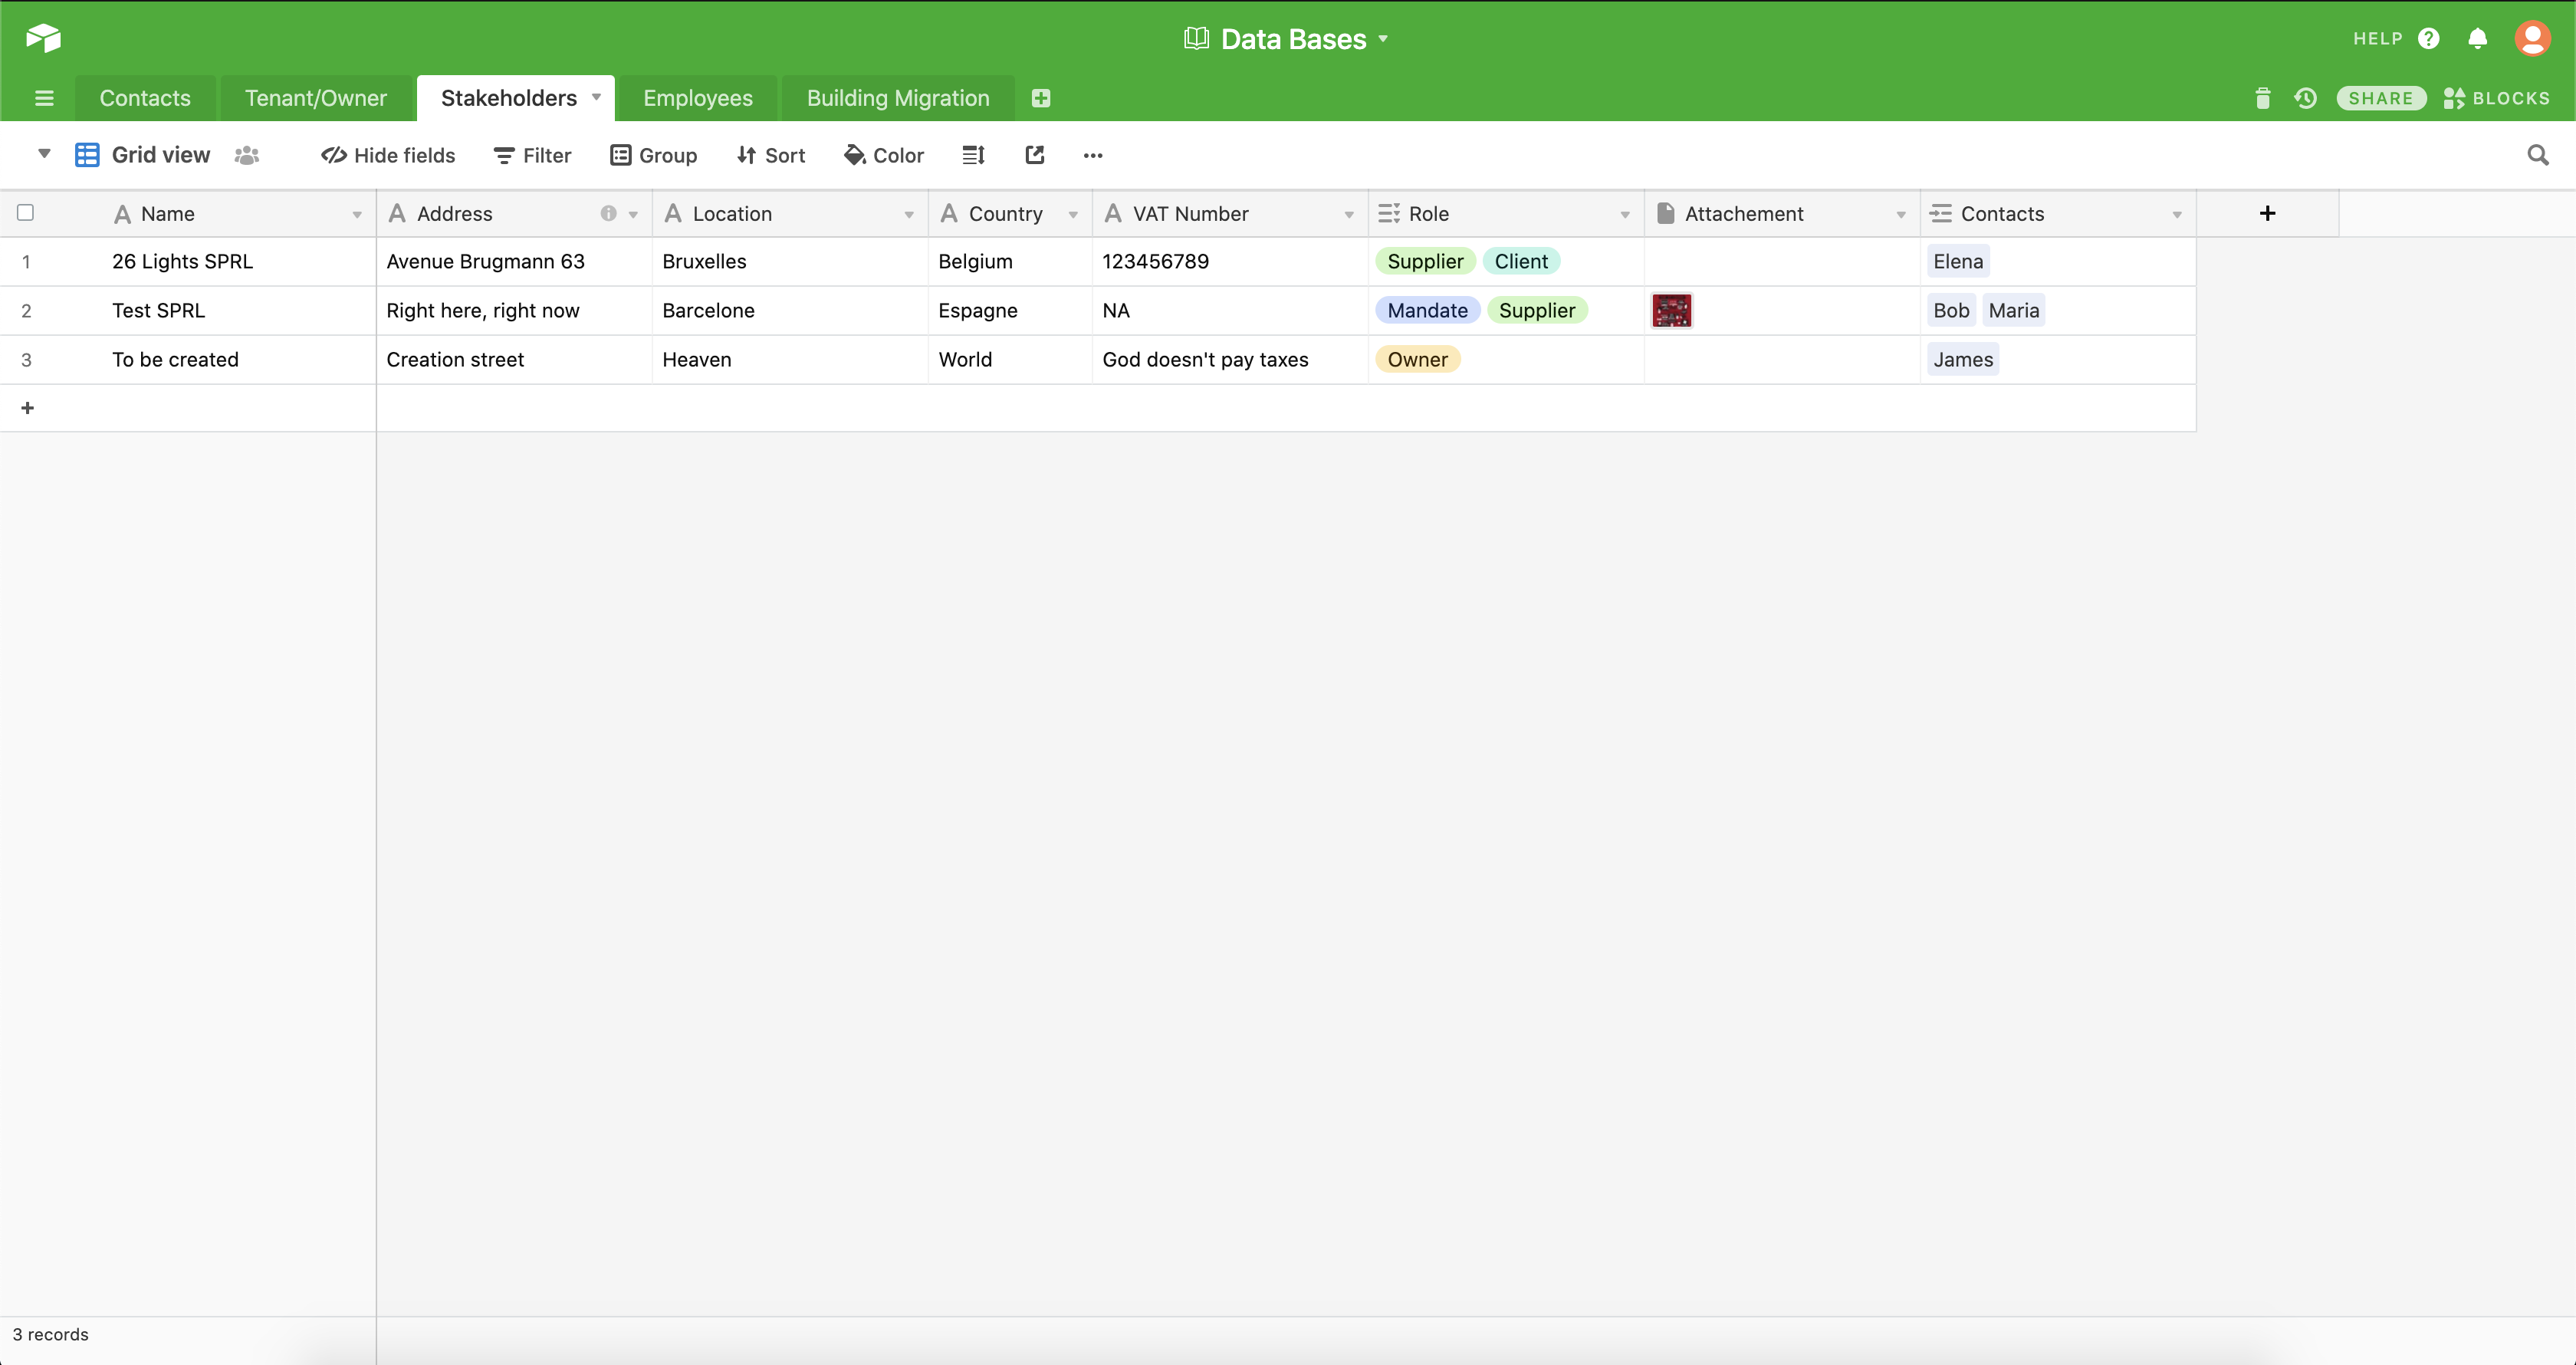 Data Bases
HELP
Contacts Tenant/Owner Stakeholders Employees Building Migration SHARE BLOCKS
Grid view Hide fields Filter Group Sort Color
Name Address Location Country VAT Number Role Attachement Contacts
1 26 Lights SPRL Avenue Brugmann 63 Bruxelles Belgium 123456789 Supplier Client Elena
2 Test SPRL Right here, right now Barcelone Espagne NA Mandate Supplier Bob Maria
3 To be created Creation street Heaven World God doesn't pay taxes Owner James
3 records